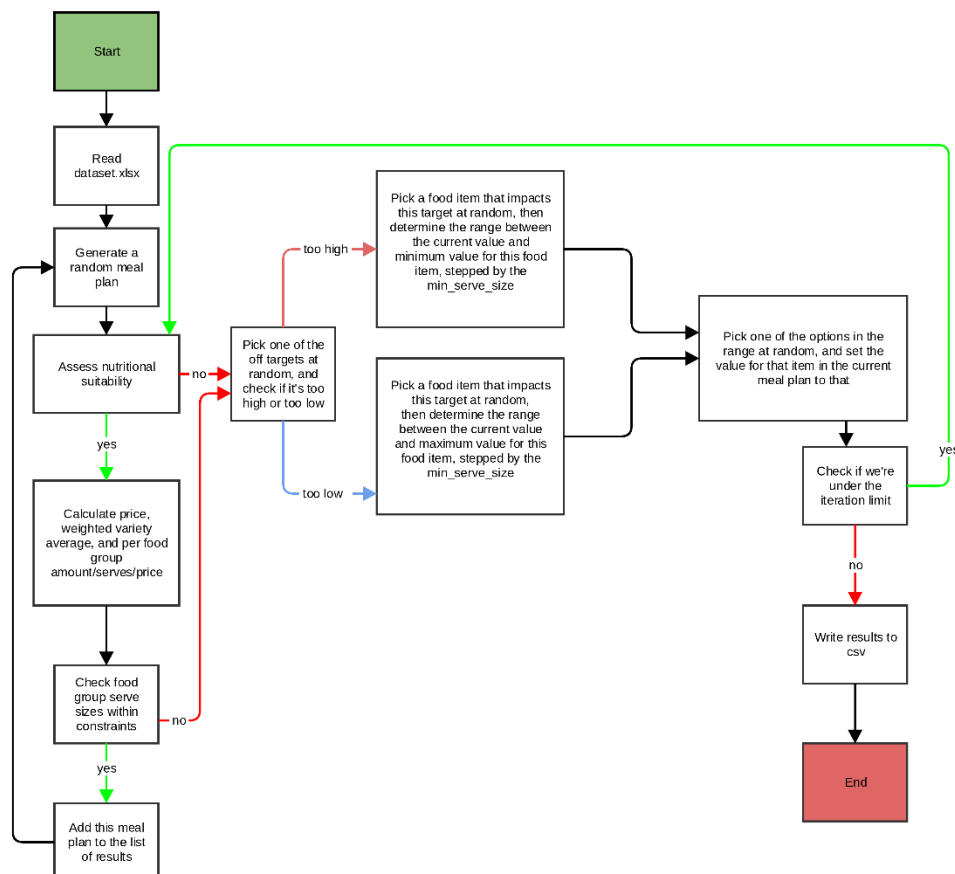 Start
Read
dataset.xlsx
Generate a
random meal
plan
Assess nutritional
suitability
no
yes
Calculate price,
weighted variety
average, and per food
group
amount/serves/price
Check food
group serve
sizes within
constraints
no
yes
Add this meal
plan to the list
of results
Pick one of the
off targets at
random, and
check if it's too
high or too low
too high
too low
Pick a food item that impacts
this target at random, then
determine the range between
the current value and
minimum value for this food
item, stepped by the
min_serve_size
Pick a food item that impacts
this target at random,
then determine the range
between the current value
and maximum value for this
food item, stepped by the
min_serve_size
Pick one of the options in the
range at random, and set the
value for that item in the current
meal plan to that
Check if we're
under the
iteration limit
yes
no
Write results to
csv
End